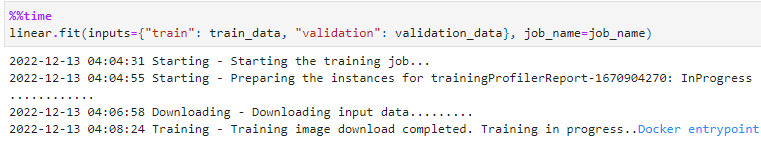 %%time
linear.fit(inputs={"train": train_data, "validation": validation_data}, job_name=job_name)
2022-12-13 04:04:31 Starting - Starting the training job...
2022-12-13 04:04:55 Starting - Preparing the instances for trainingProfilerReport-1670904270: InProgress
............
2022-12-13 04:06:58 Downloading - Downloading input data.........
2022-12-13 04:08:24 Training - Training image download completed. Training in progress..Docker entrypoint